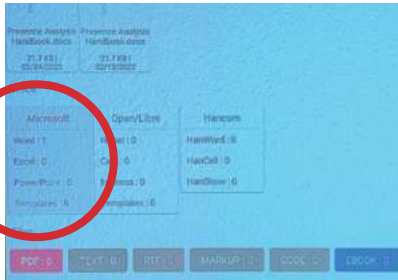 Presence Analysis Presence Analysis
Handbook.docx Handbook.docx
31.7 KB | 31.7 KB |
Microsoft Open/Libre Hancom
Word : 1 Writer : 0 HanWord : 0
Excel : 0 Calc : 0 HanCell : 0
PowerPoint : 0 Impress : 0 HanShow : 0
Templates : 0 Templates : 0
PDF : 0 TEXT : 0 RTF : 0 MARKUP : 0 CODE : 0 EBOOK : 0